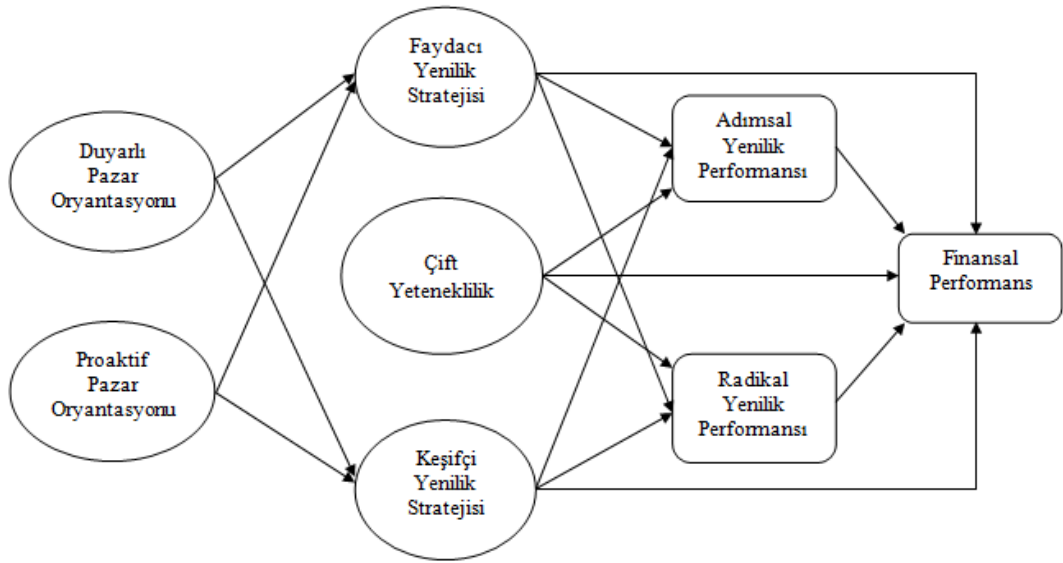 Faydacı
Yenilik
Stratejisi
Duyarlı
Pazar
Oryantasyonu
Adımsal
Yenilik
Performansı
Çift
Yeteneklilik
Finansal
Performans
Proaktif
Pazar
Oryantasyonu
Radikal
Yenilik
Performansı
Keşifçi
Yenilik
Stratejisi